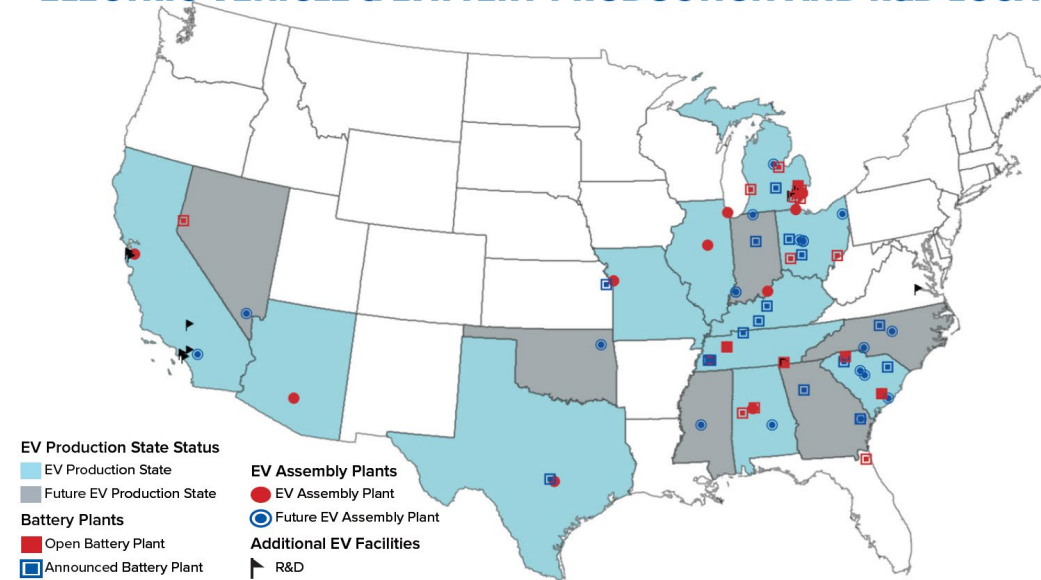 EV Production State Status
EV Production State
Future EV Production State
Battery Plants
Open Battery Plant
Announced Battery Plant
EV Assembly Plants
EV Assembly Plant
Future EV Assembly Plant
Additional EV Facilities
R&D